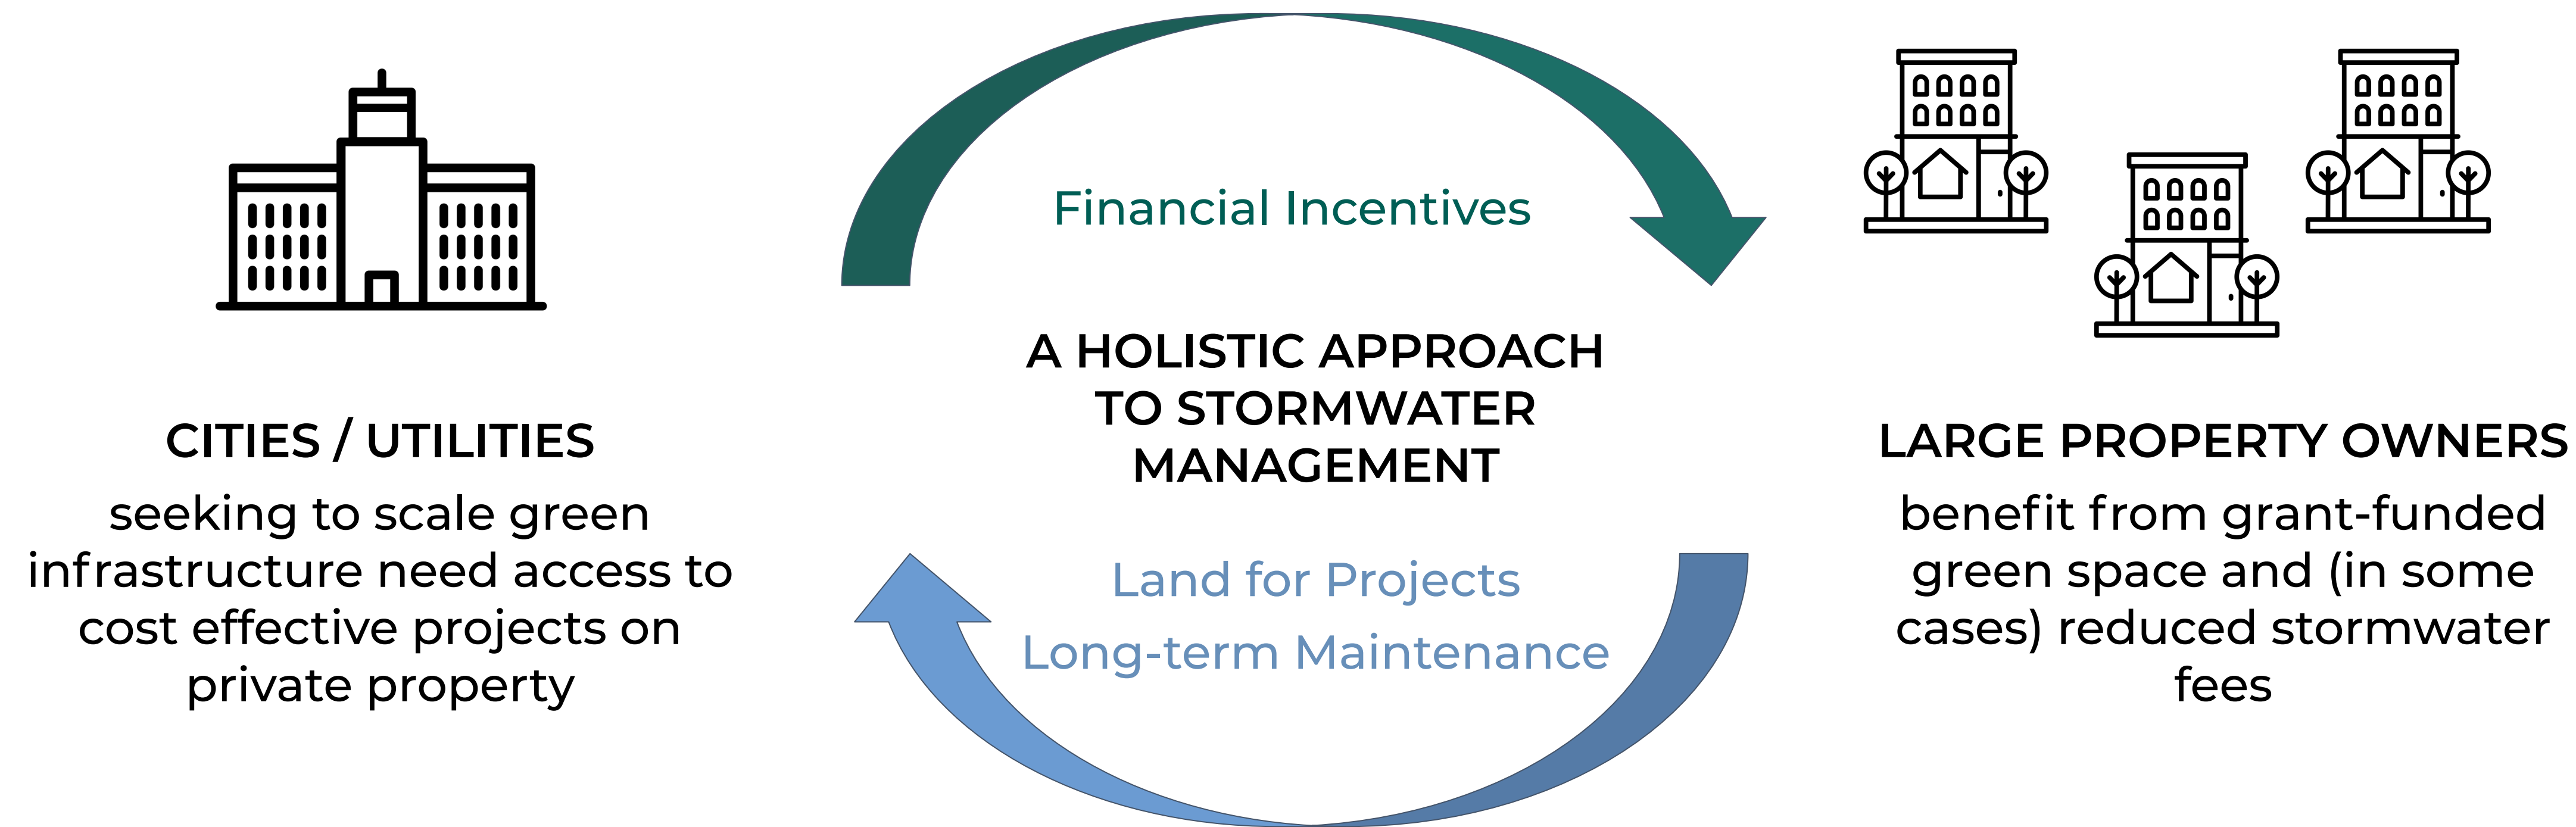 CITIES / UTILITIES
seeking to scale green
infrastructure need access to
cost effective projects on
private property
Financial Incentives
A HOLISTIC APPROACH
TO STORMWATER
MANAGEMENT
Land for Projects
Long-term Maintenance
LARGE PROPERTY OWNERS
benefit from grant-funded
green space and (in some
cases) reduced stormwater
fees